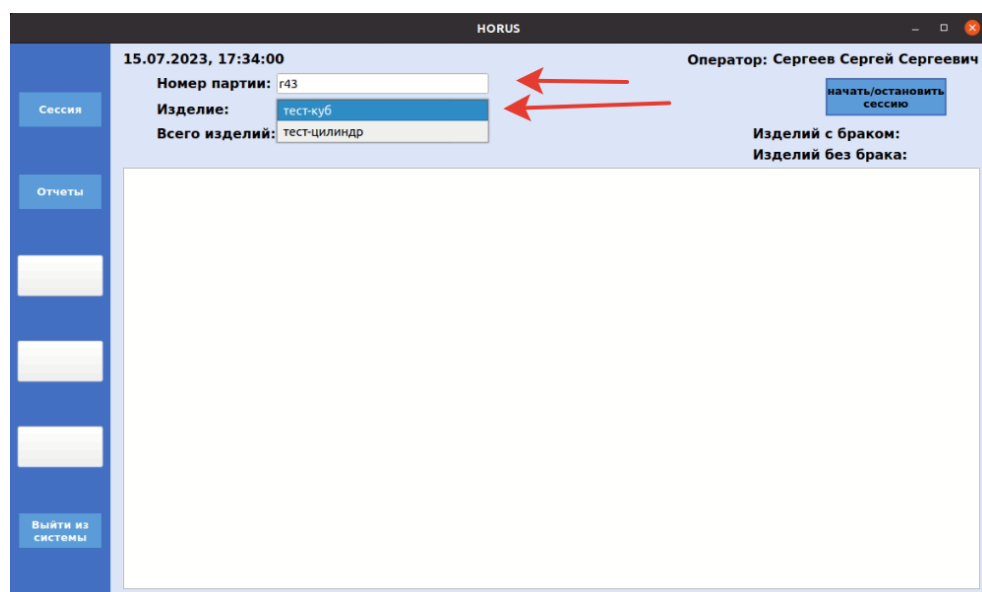 HORUS
15.07.2023, 17:34:00
Оператор: Сергеев Сергей Сергеевич
Номер партии: г43
начать/остановить
сессию
Сессия
Изделие: тест-куб
Всего изделий: тест-цилиндр
Изделий с браком:
Изделий без брака:
Отчеты
Выйти из
системы